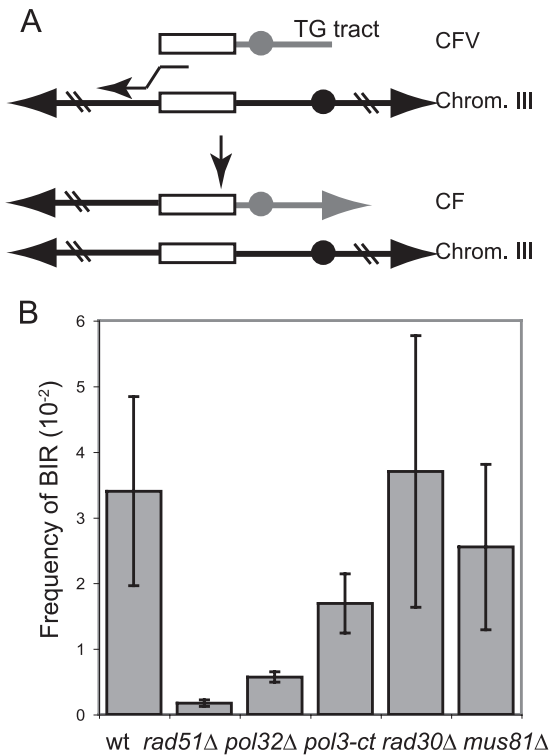 A
TG tract
CFV
Chrom. III
CF
Chrom. III
B
Frequency of BIR (10⁻²)
6
5
4
3
2
1
0
wt rad51Δ pol32Δ pol3-ct rad30Δ mus81Δ